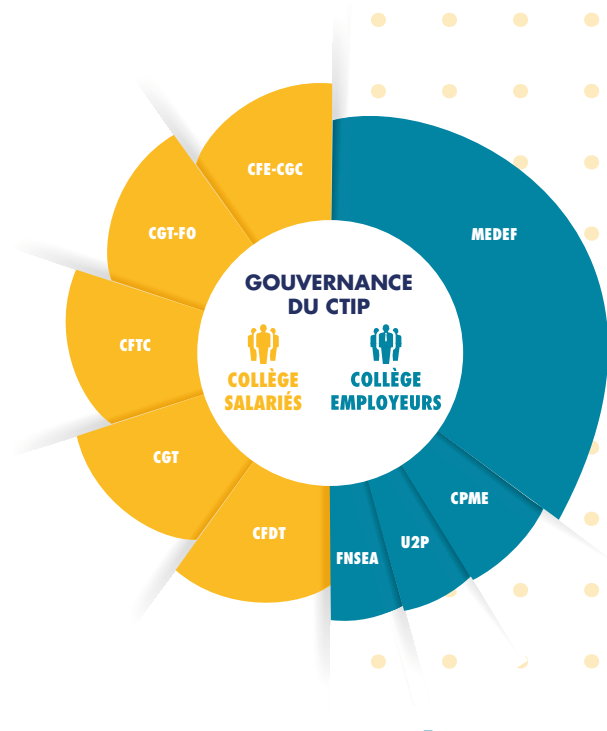 CFE-CGC
CGT-FO
MEDEF
GOUVERNANCE
DU CTIP
CFTC
COLLÈGE
SALARIÉS
COLLÈGE
EMPLOYEURS
CGT
CPME
CFDT
U2P
FNSEA